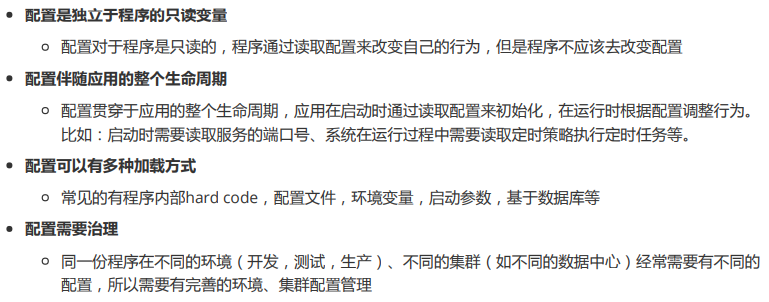 配置是独立于程序的只读变量
配置对于程序是只读的，程序通过读取配置来改变自己的行为，但是程序不应该去改变配置
配置伴随应用的整个生命周期
配置贯穿于应用的整个生命周期，应用在启动时通过读取配置来初始化，在运行时根据配置调整行为。
比如：启动时需要读取服务的端口号、系统在运行过程中需要读取定时策略执行定时任务等。
配置可以有多种加载方式
常见的有程序内部hard code，配置文件，环境变量，启动参数，基于数据库等
配置需要治理
同一份程序在不同的环境（开发，测试，生产）、不同的集群（如不同的数据中心）经常需要有不同的
配置，所以需要有完善的环境、集群配置管理